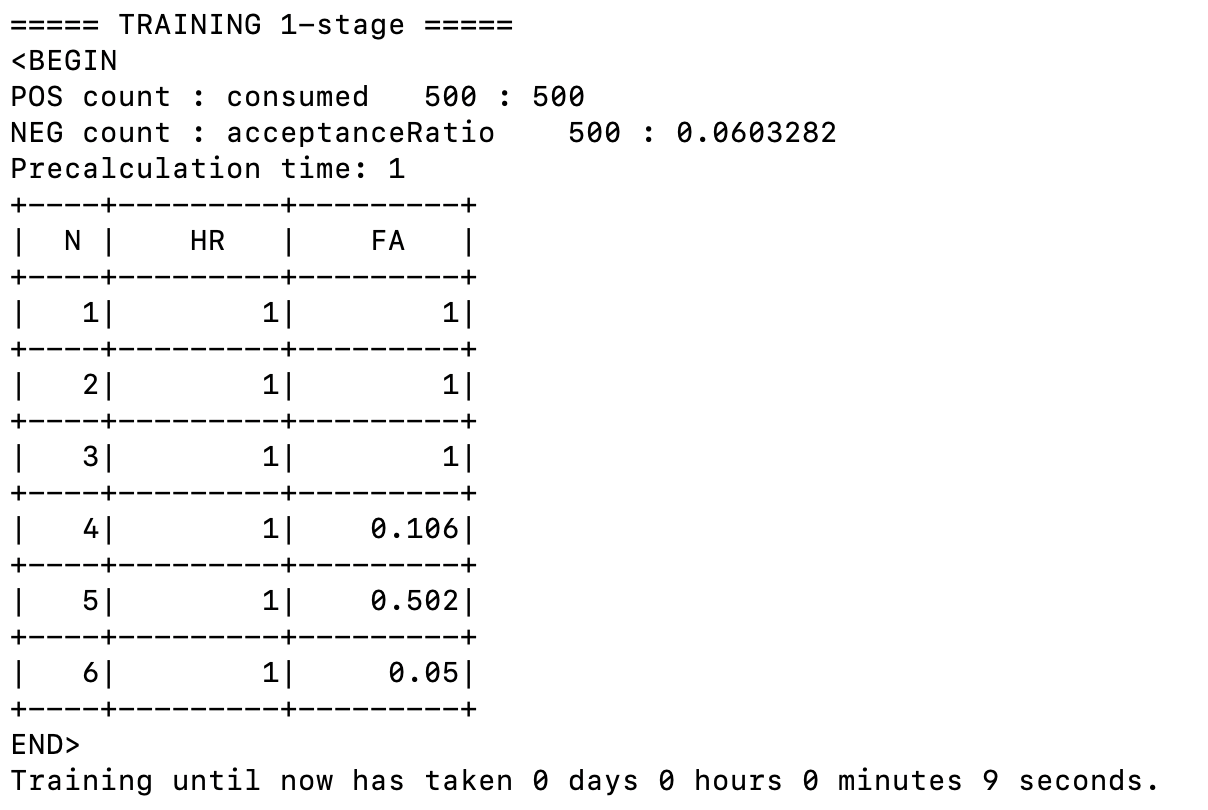 ===== TRAINING 1-stage =====
<BEGIN
POS count : consumed   500 : 500
NEG count : acceptanceRatio    500 : 0.0603282
Precalculation time: 1
+----+---------+---------+
|  N |    HR   |    FA   |
+----+---------+---------+
|   1|        1|        1|
+----+---------+---------+
|   2|        1|        1|
+----+---------+---------+
|   3|        1|        1|
+----+---------+---------+
|   4|        1|    0.106|
+----+---------+---------+
|   5|        1|    0.502|
+----+---------+---------+
|   6|        1|     0.05|
+----+---------+---------+
END>
Training until now has taken 0 days 0 hours 0 minutes 9 seconds.